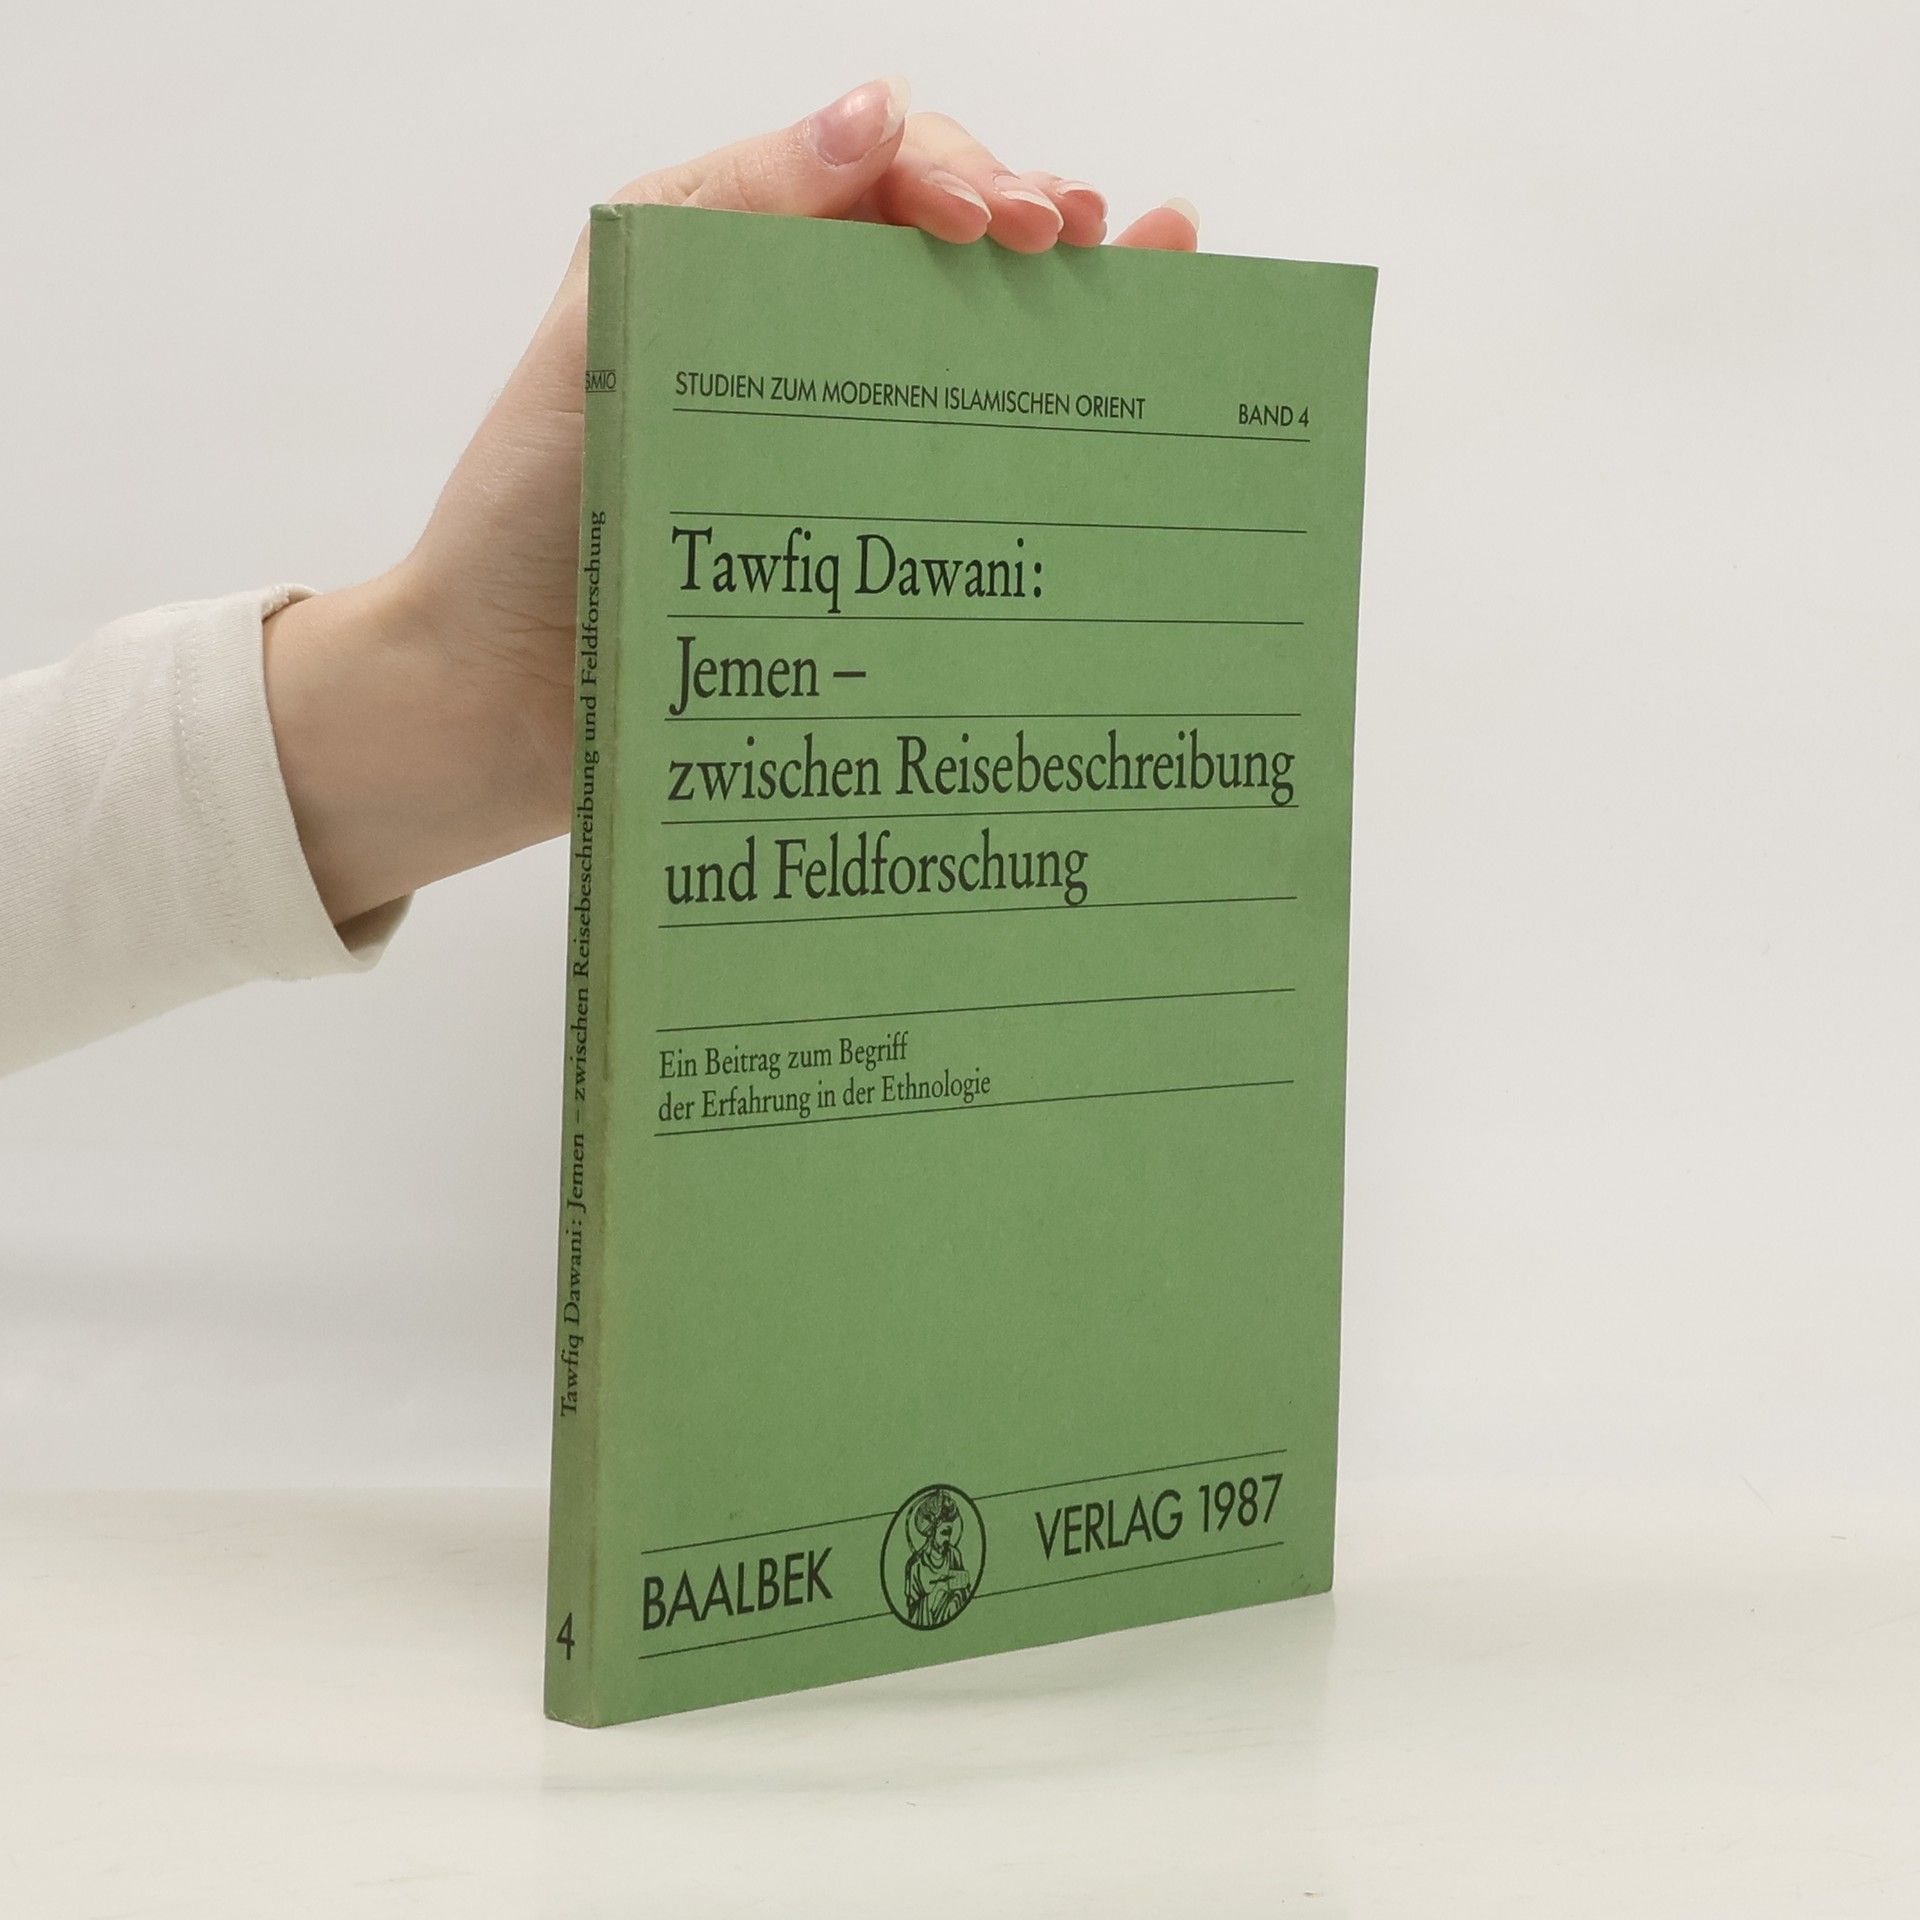 STUDIEN ZUM MODERNEN ISLAMISCHEN ORIENT BAND 4
Tawfiq Dawani:
Jemen –
zwischen Reisebeschreibung
und Feldforschung
Ein Beitrag zum Begriff
der Erfahrung in der Ethnologie
BAALBEK VERLAG 1987
SMIO
Tawfiq Dawani: Jemen – zwischen Reisebeschreibung und Feldforschung
4